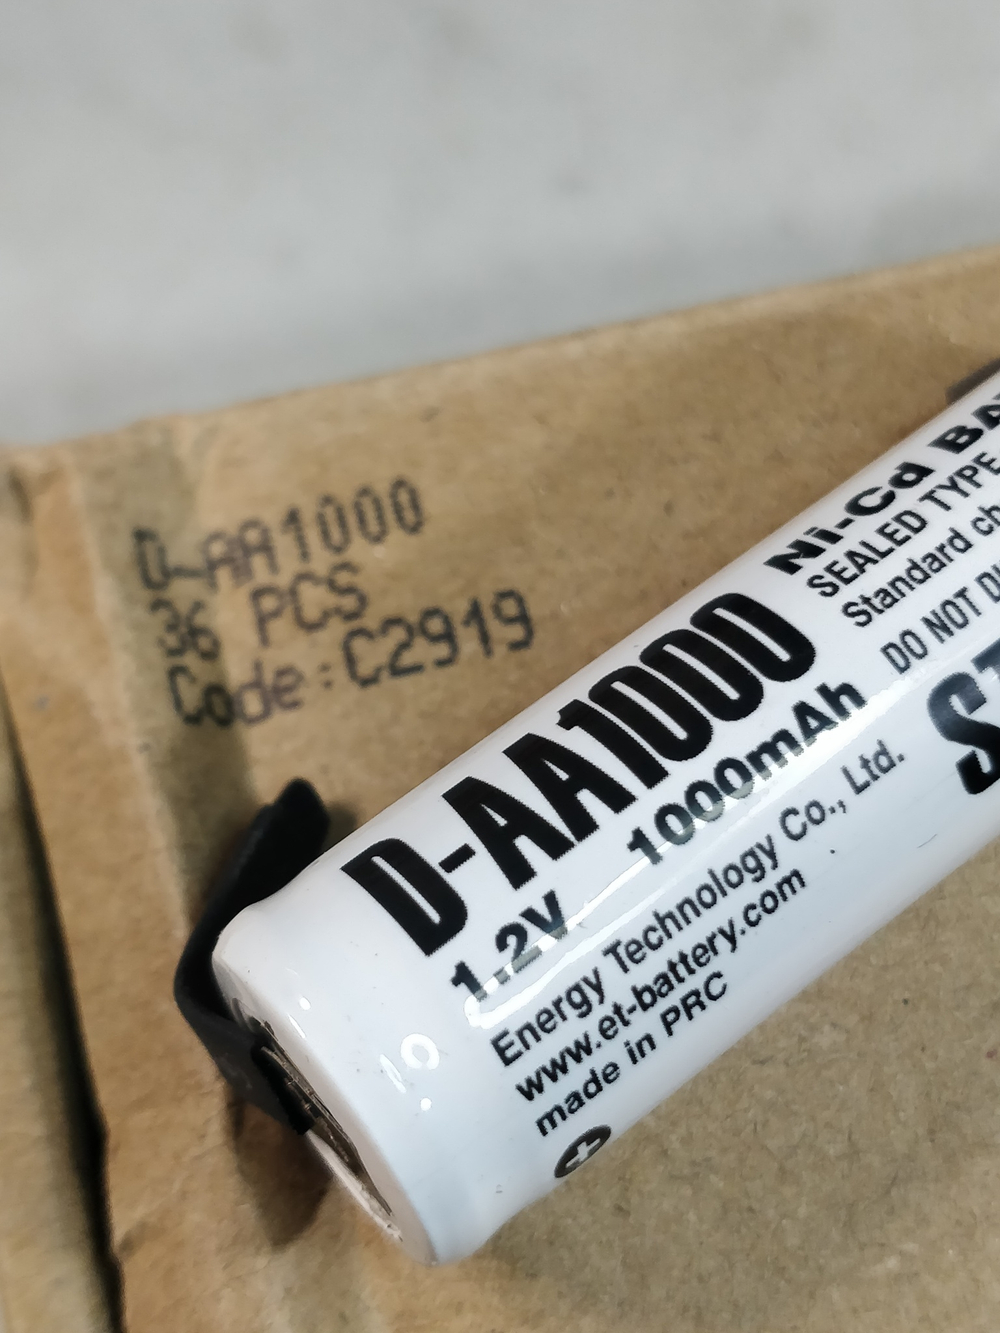 D-AA1000
36 PCS
Code:C2919
Ni-Cd
SEALED TYPE
Standard
DO NOT
D-AA1000
1.2V 1000mAh
Energy Technology Co., Ltd.
www.et-battery.com
made in PRC
+